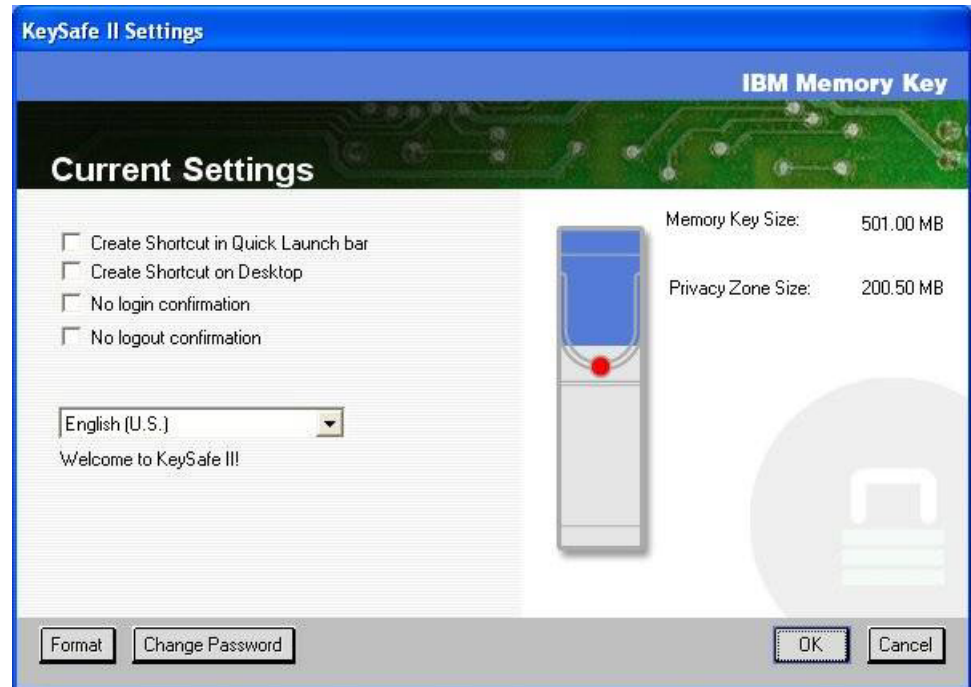 KeySafe II Settings
IBM Memory Key
Current Settings
Create Shortcut in Quick Launch bar
Create Shortcut on Desktop
No login confirmation
No logout confirmation
English (U.S.)
Welcome to KeySafe II!
Memory Key Size: 501.00 MB
Privacy Zone Size: 200.50 MB
Format Change Password OK Cancel